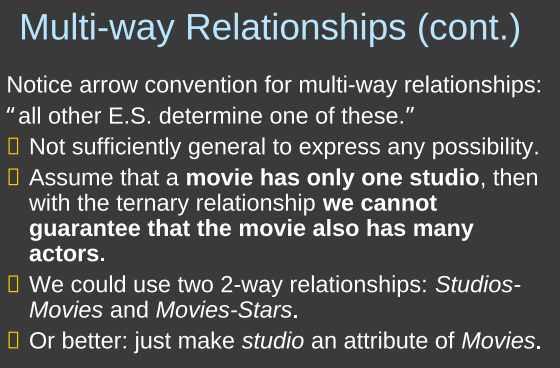 Multi-way Relationships (cont.)
Notice arrow convention for multi-way relationships:
“all other E.S. determine one of these.”
Not sufficiently general to express any possibility.
Assume that a movie has only one studio, then
with the ternary relationship we cannot
guarantee that the movie also has many
actors.
We could use two 2-way relationships: Studios-
Movies and Movies-Stars.
Or better: just make studio an attribute of Movies.